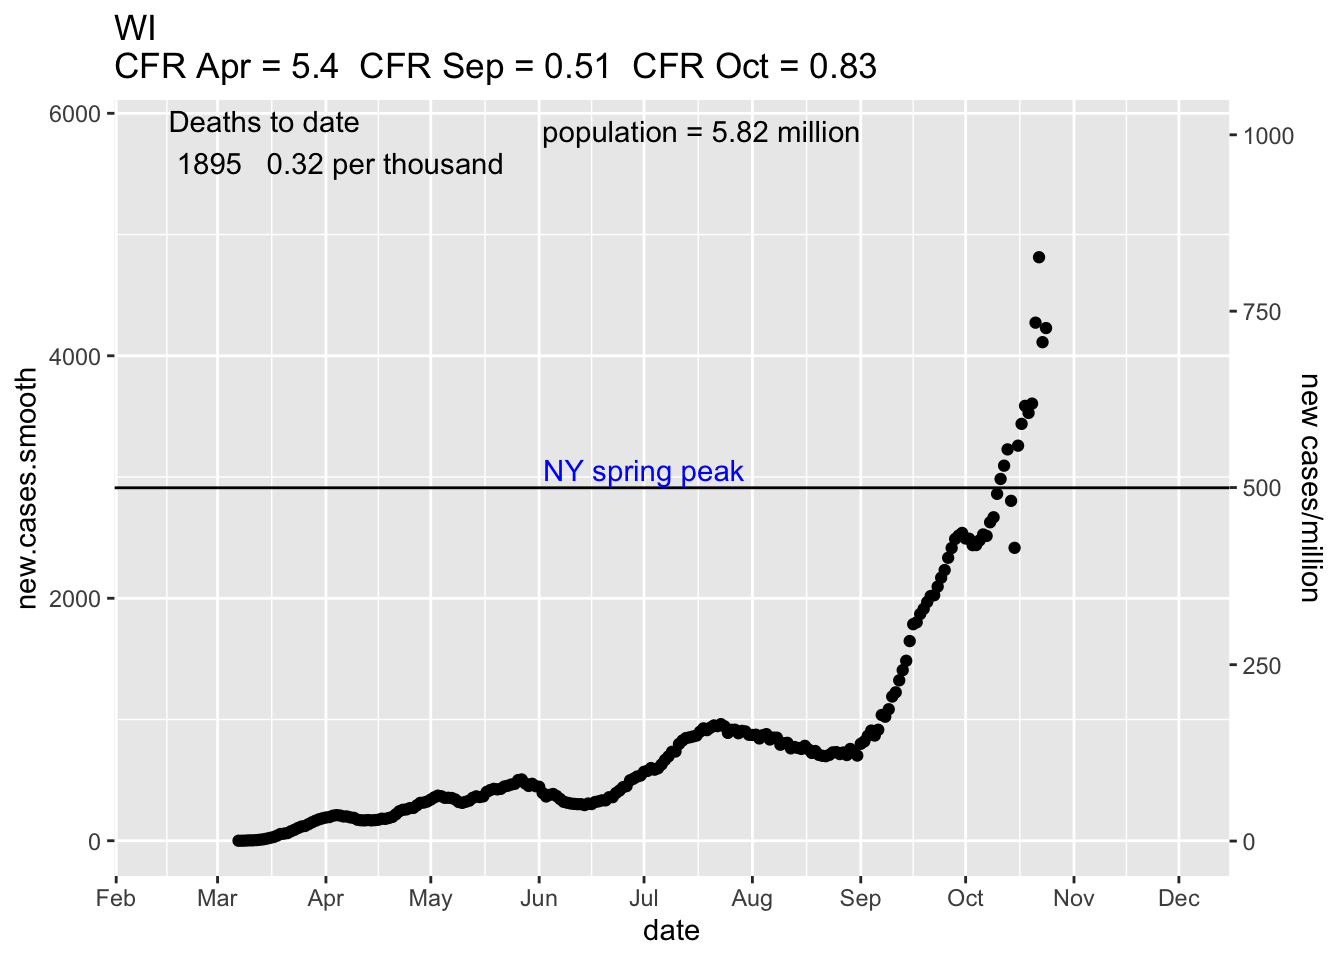 WI
CFR Apr = 5.4  CFR Sep = 0.51  CFR Oct = 0.83
Deaths to date
1895   0.32 per thousand
population = 5.82 million
NY spring peak
new.cases.smooth
6000
4000
2000
0
1000
750
500
250
0
new cases/million
Feb Mar Apr May Jun Jul Aug Sep Oct Nov Dec
date